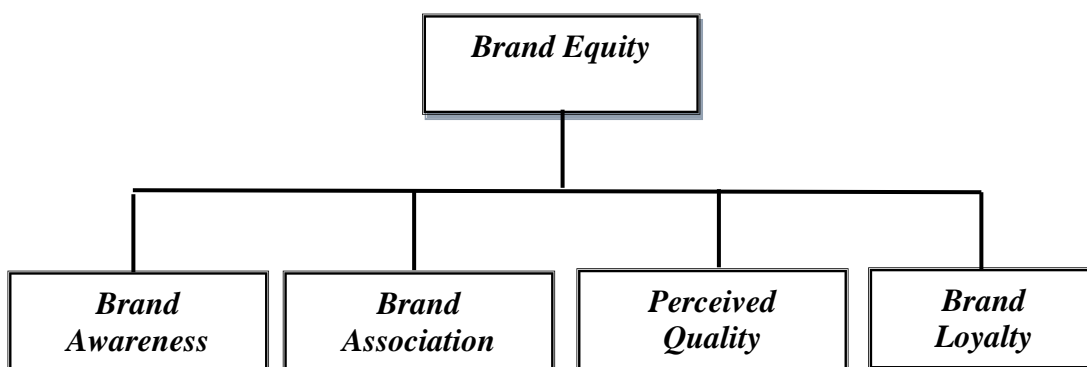 Brand Equity
Brand
Awareness
Brand
Association
Perceived
Quality
Brand
Loyalty